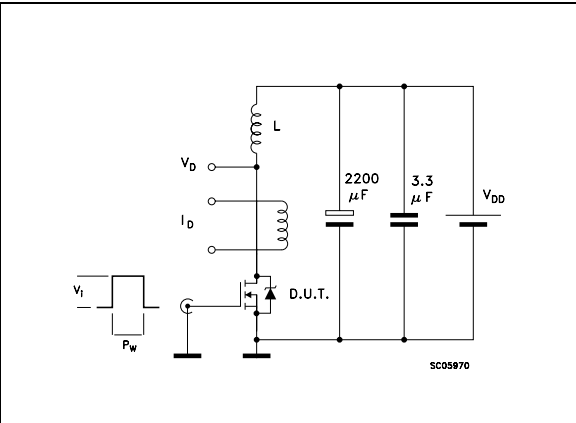 L
V_D
2200
μF
3.3
μF
V_DD
I_D
D.U.T.
V_i
P_W
SC05970